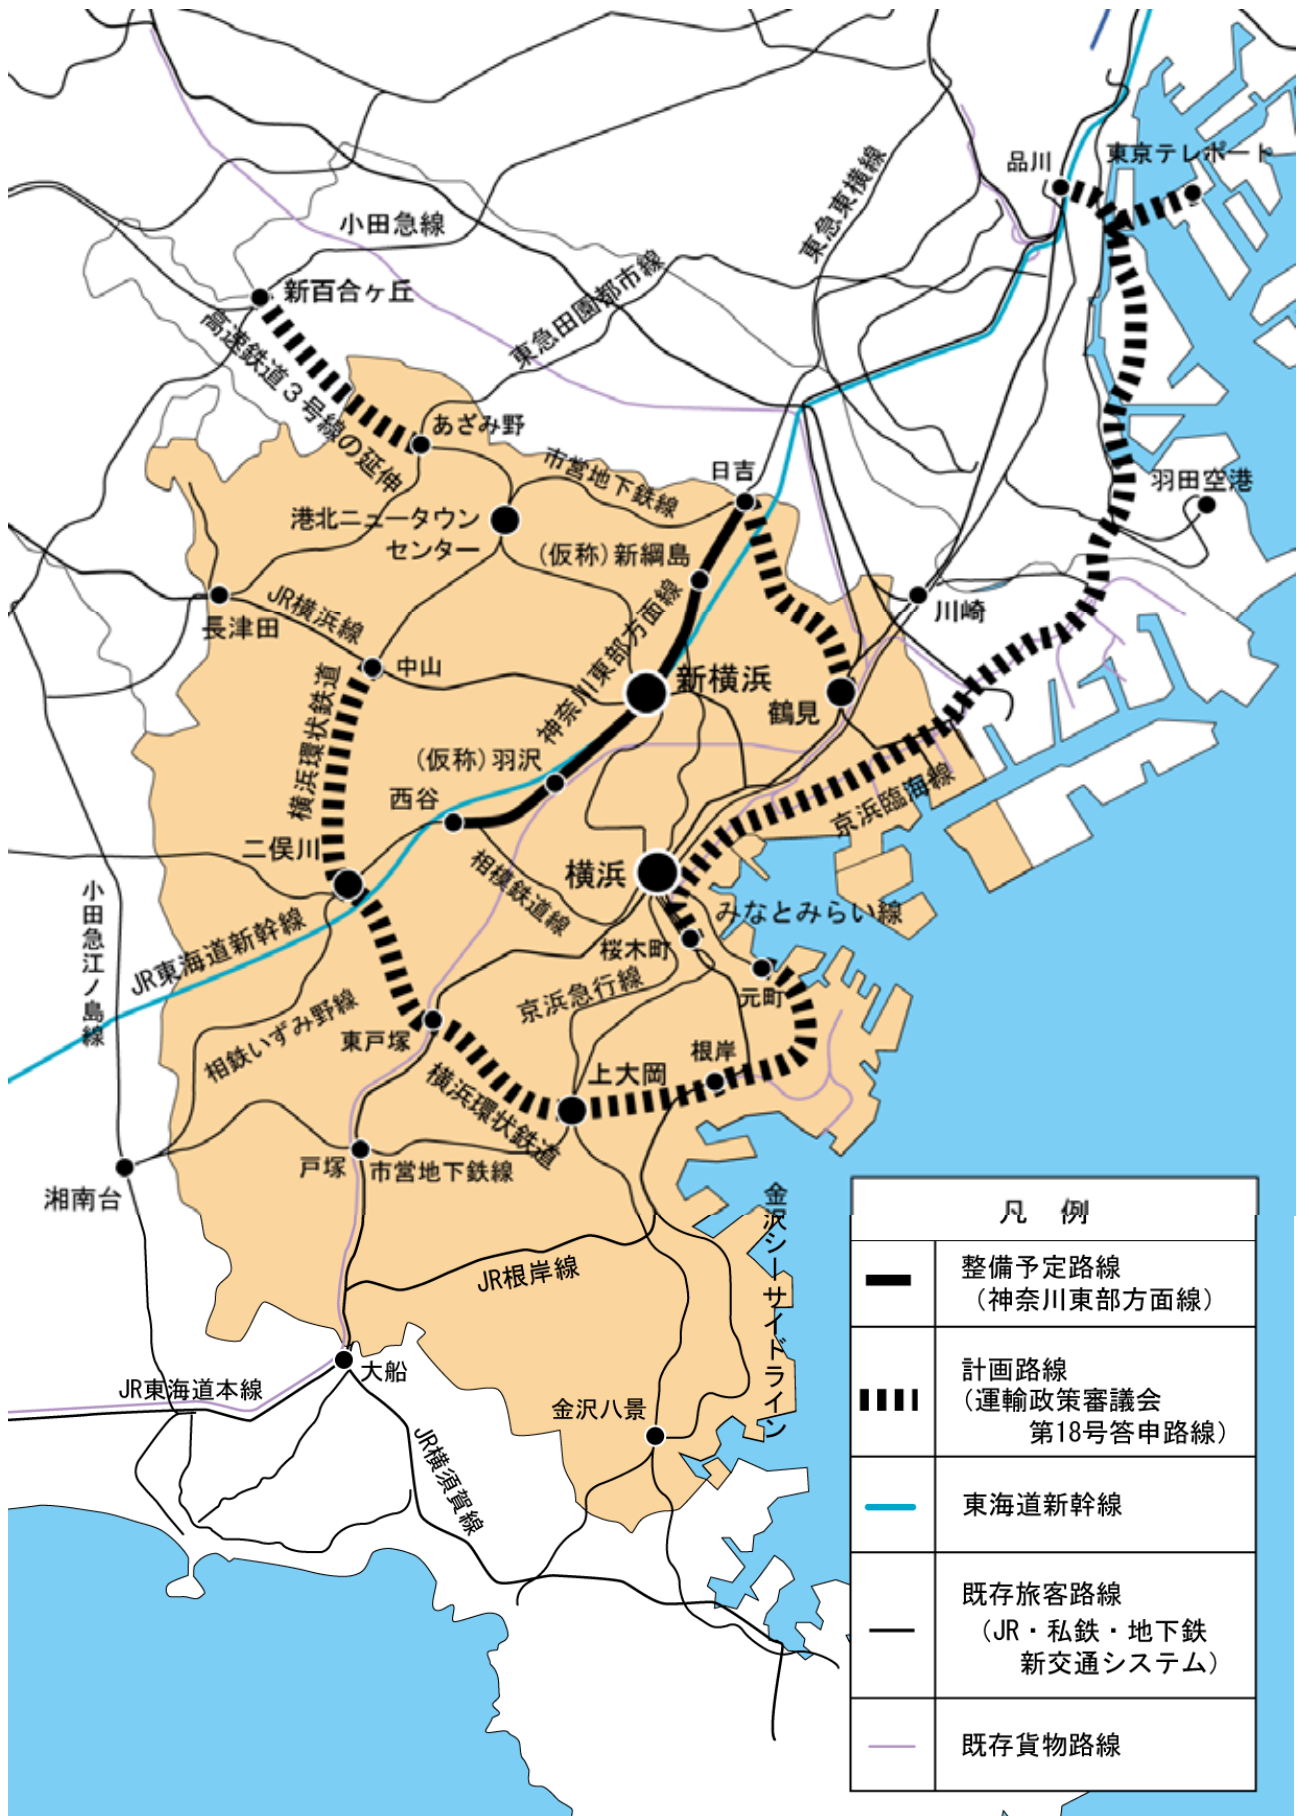 品川
東京テレポート
東急東横線
小田急線
新百合ヶ丘
東急田園都市線
高速鉄道3号線の延伸
あざみ野
市営地下鉄線
日吉
羽田空港
港北ニュータウン
センター
(仮称)新綱島
川崎
長津田
JR横浜線
中山
神奈川東部方面線
新横浜
鶴見
横浜環状鉄道
(仮称)羽沢
西谷
京浜臨海線
二俣川
相模鉄道線
横浜
みなとみらい線
桜木町
元町
小田急江ノ島線
JR東海道新幹線
京浜急行線
相鉄いずみ野線
東戸塚
根岸
上大岡
横浜環状鉄道
戸塚
市営地下鉄線
湘南台
金沢シーサイドライン
JR根岸線
大船
JR東海道本線
金沢八景
JR横須賀線
凡 例
整備予定路線
(神奈川東部方面線)
計画路線
(運輸政策審議会
第18号答申路線)
東海道新幹線
既存旅客路線
(JR・私鉄・地下鉄
新交通システム)
既存貨物路線